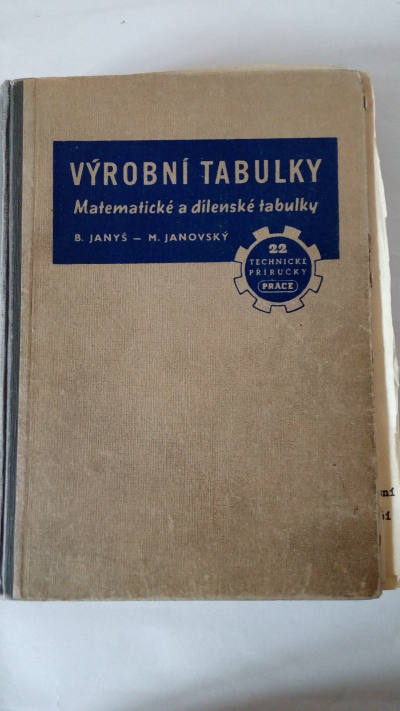 VÝROBNÍ TABULKY
Matematické a dílenské tabulky
B. JANYŠ — M. JANOVSKÝ
22
TECHNICKÉ
PŘÍRUČKY
PRÁCE